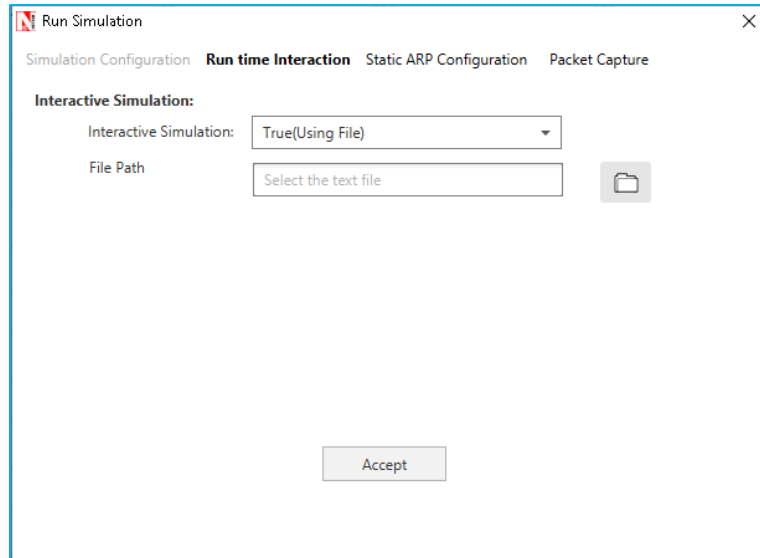 Run Simulation
Simulation Configuration Run time Interaction Static ARP Configuration Packet Capture
Interactive Simulation:
Interactive Simulation: True(Using File)
File Path Select the text file
Accept